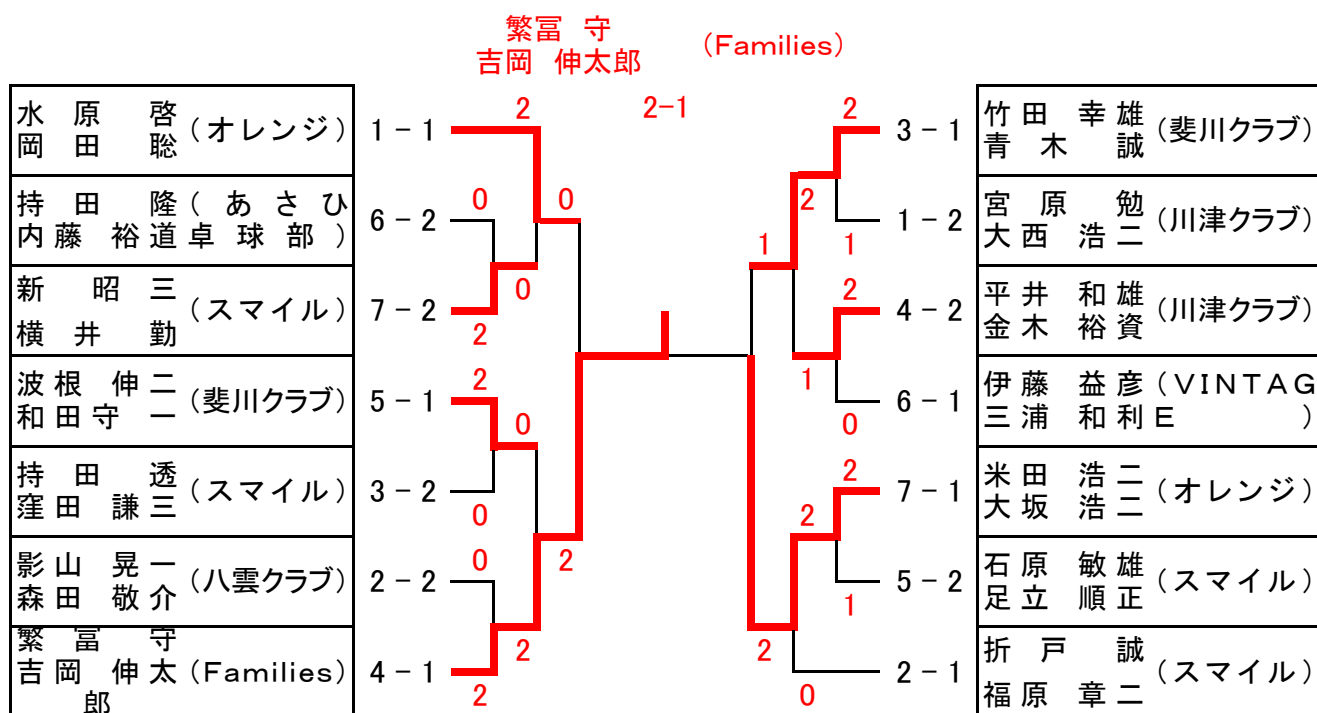 繁冨 守
吉岡 伸太郎
(Families)
2-1
水原 啓
岡田 聡
(オレンジ)
1-1
持田 隆
内藤 裕道
(あさひ
卓球部)
6-2
新 昭三
横井 勤
(スマイル)
7-2
波根 伸二
和田守 一
(斐川クラブ)
5-1
持田 透
窪田 謙三
(スマイル)
3-2
影山 晃一
森田 敬介
(八雲クラブ)
2-2
繁冨 守
吉岡 伸太
郎
(Families)
4-1
2
0
0
0
2
2
0
0
0
2
2
2
2
2
1
1
2
1
0
2
2
1
2
0
3-1
竹田 幸雄
青木 誠
(斐川クラブ)
1-2
宮原 勉
大西 浩二
(川津クラブ)
4-2
平井 和雄
金木 裕資
(川津クラブ)
6-1
伊藤 益彦
三浦 和利
(VINTAG
E)
7-1
米田 浩二
大坂 浩二
(オレンジ)
5-2
石原 敏雄
足立 順正
(スマイル)
2-1
折戸 誠
福原 章二
(スマイル)